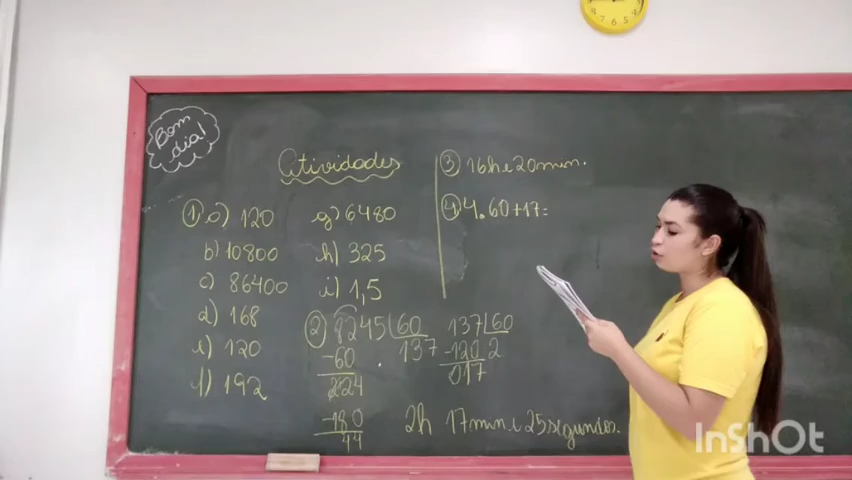 Bom
dia!
Atividades
1) a) 120
b) 10800
c) 86400
d) 168
e) 120
f) 192
g) 6480
h) 325
i) 1,5
2) 8245 60
-60 137
224
-180
44
137 60
-120 2
017
2h 17min e 25 segundos.
3 16h e 20 min.
4) 4.60+17=
InShOt